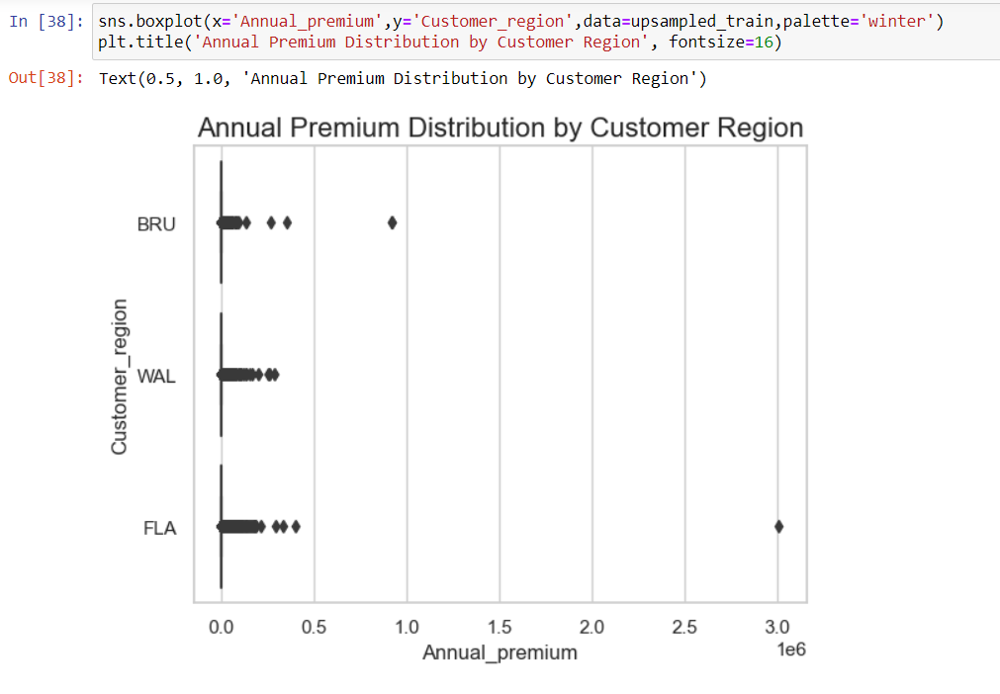 In [38]: sns.boxplot(x='Annual_premium',y='Customer_region',data=upsampled_train,palette='winter')
plt.title('Annual Premium Distribution by Customer Region', fontsize=16)
Out[38]: Text(0.5, 1.0, 'Annual Premium Distribution by Customer Region')
Annual Premium Distribution by Customer Region
BRU
Customer_region
WAL
FLA
0.0 0.5 1.0 1.5 2.0 2.5 3.0
Annual_premium
1e6